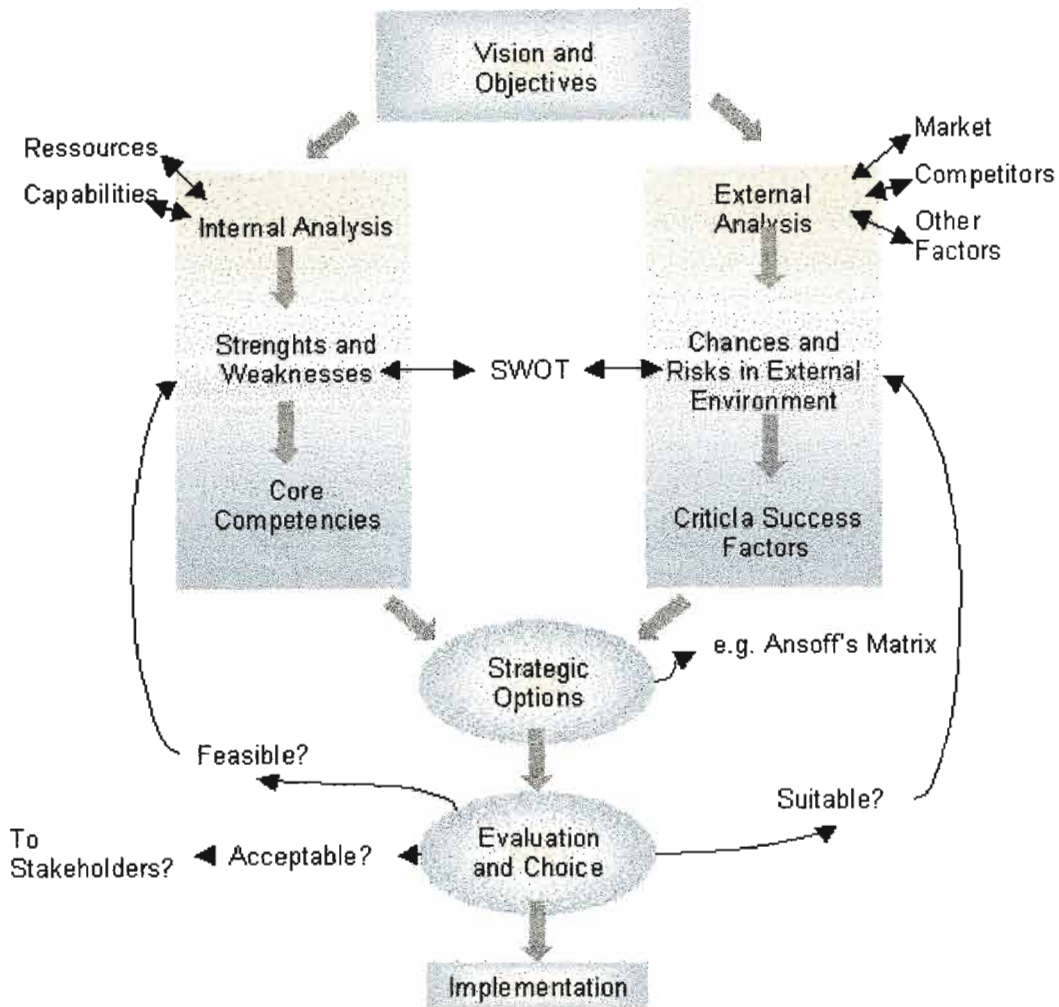 Vision and
Objectives
Ressources
Capabilities
Internal Analysis
External
Analysis
Market
Competitors
Other
Factors
Strenghts and
Weaknesses
SWOT
Chances and
Risks in External
Environment
Core
Competencies
Criticla Success
Factors
Strategic
Options
e.g. Ansoff's Matrix
Feasible?
Suitable?
To
Stakeholders?
Acceptable?
Evaluation
and Choice
Implementation